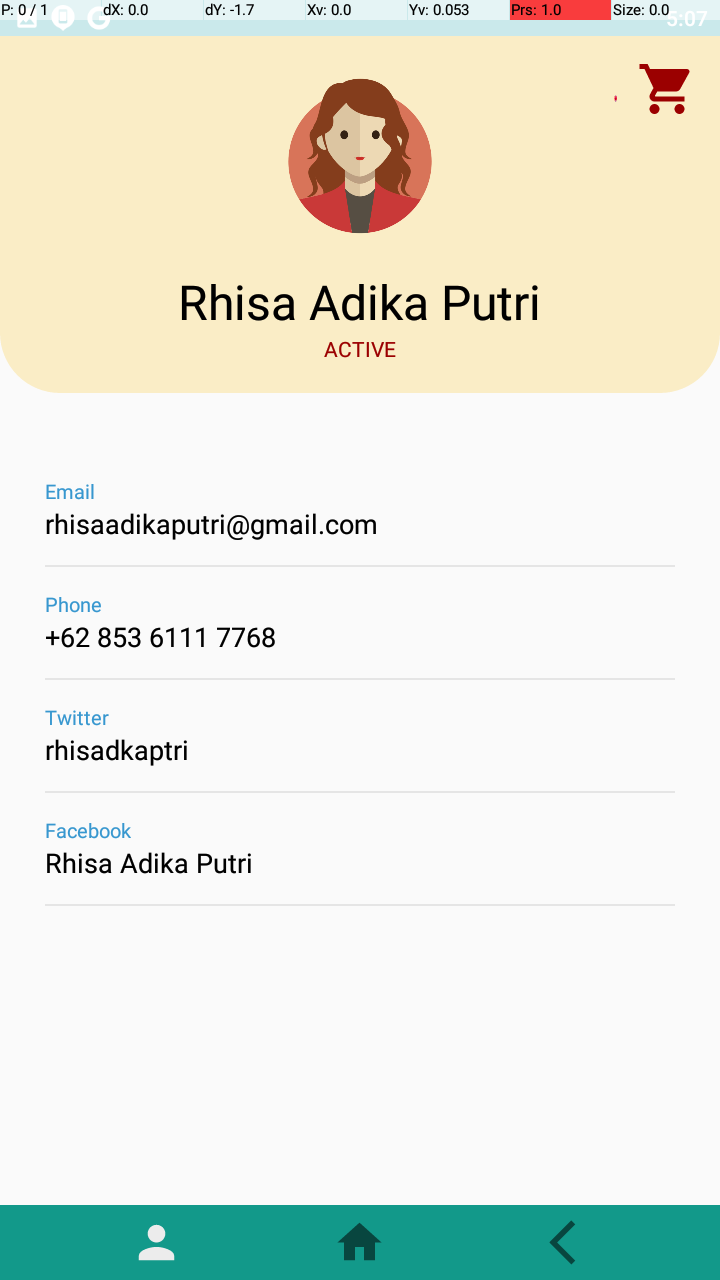 P: 0 / 1 dX: 0.0 dY: -1.7 Xv: 0.0 Yv: 0.053 Prs: 1.0 Size: 0.0
5:07
Rhisa Adika Putri
ACTIVE
Email
rhisaadikaputri@gmail.com
Phone
+62 853 6111 7768
Twitter
rhisadkaptri
Facebook
Rhisa Adika Putri